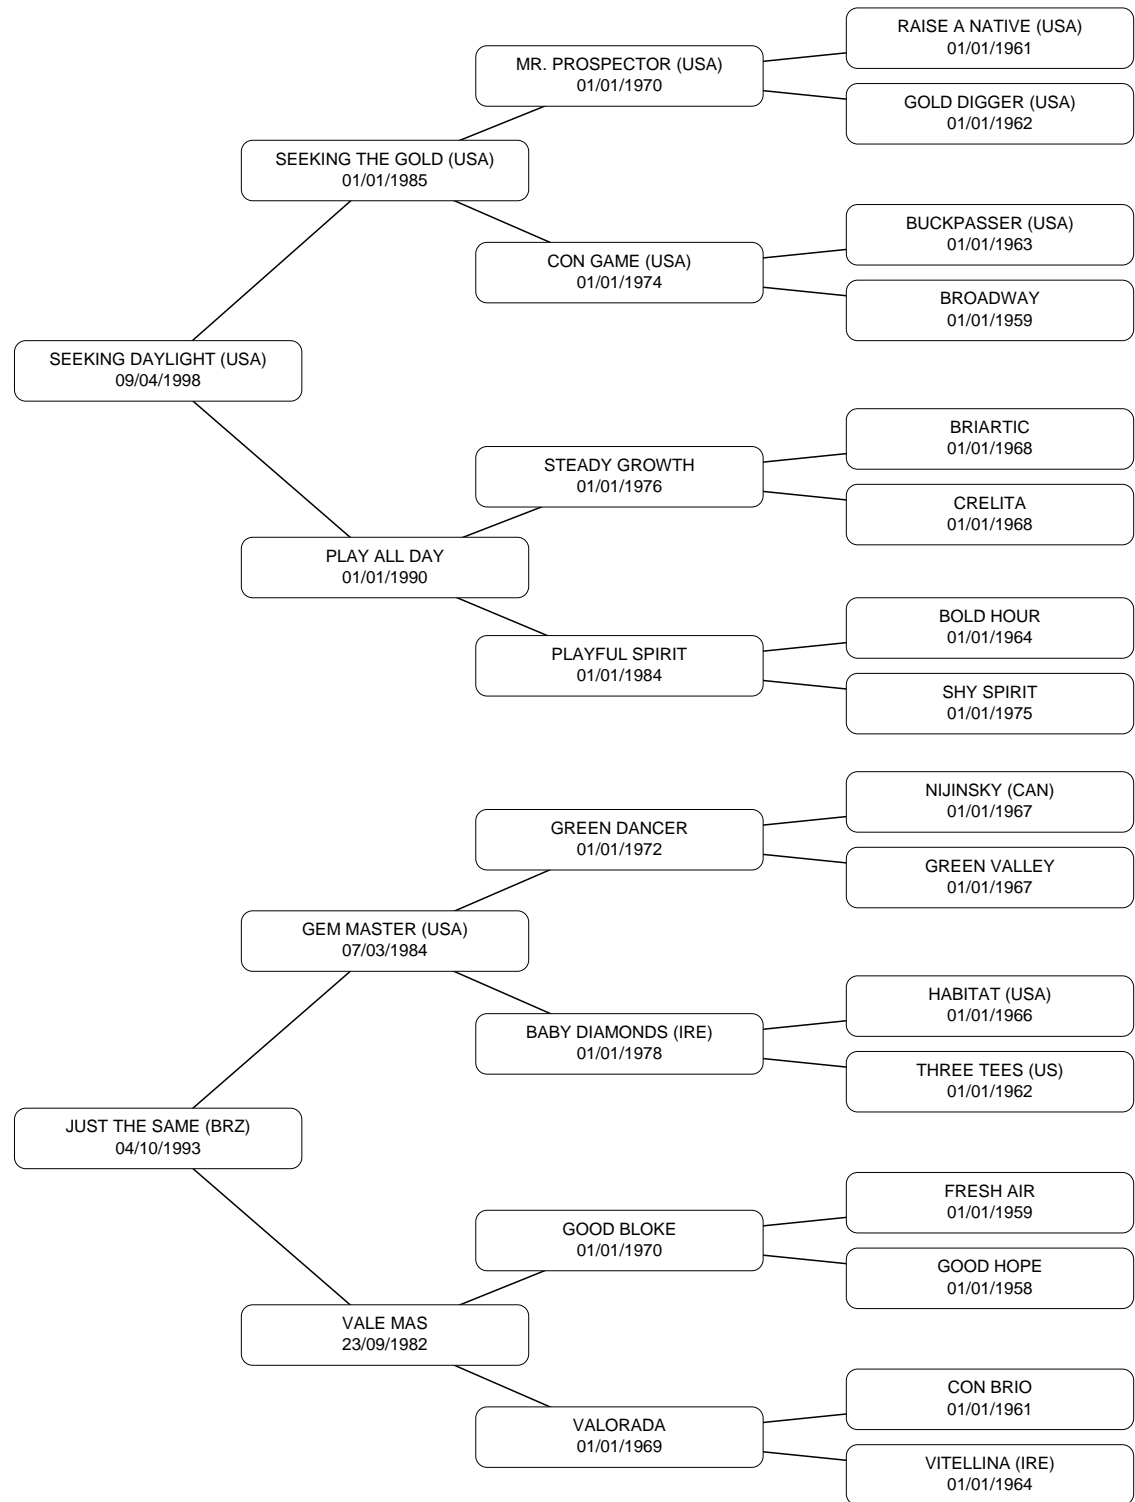 RAISE A NATIVE (USA)
01/01/1961
MR. PROSPECTOR (USA)
01/01/1970
GOLD DIGGER (USA)
01/01/1962
SEEKING THE GOLD (USA)
01/01/1985
BUCKPASSER (USA)
01/01/1963
CON GAME (USA)
01/01/1974
BROADWAY
01/01/1959
SEEKING DAYLIGHT (USA)
09/04/1998
BRIARTIC
01/01/1968
STEADY GROWTH
01/01/1976
CRELITA
01/01/1968
PLAY ALL DAY
01/01/1990
BOLD HOUR
01/01/1964
PLAYFUL SPIRIT
01/01/1984
SHY SPIRIT
01/01/1975
NIJINSKY (CAN)
01/01/1967
GREEN DANCER
01/01/1972
GREEN VALLEY
01/01/1967
GEM MASTER (USA)
07/03/1984
HABITAT (USA)
01/01/1966
BABY DIAMONDS (IRE)
01/01/1978
THREE TEES (US)
01/01/1962
JUST THE SAME (BRZ)
04/10/1993
FRESH AIR
01/01/1959
GOOD BLOKE
01/01/1970
GOOD HOPE
01/01/1958
VALE MAS
23/09/1982
CON BRIO
01/01/1961
VALORADA
01/01/1969
VITELLINA (IRE)
01/01/1964